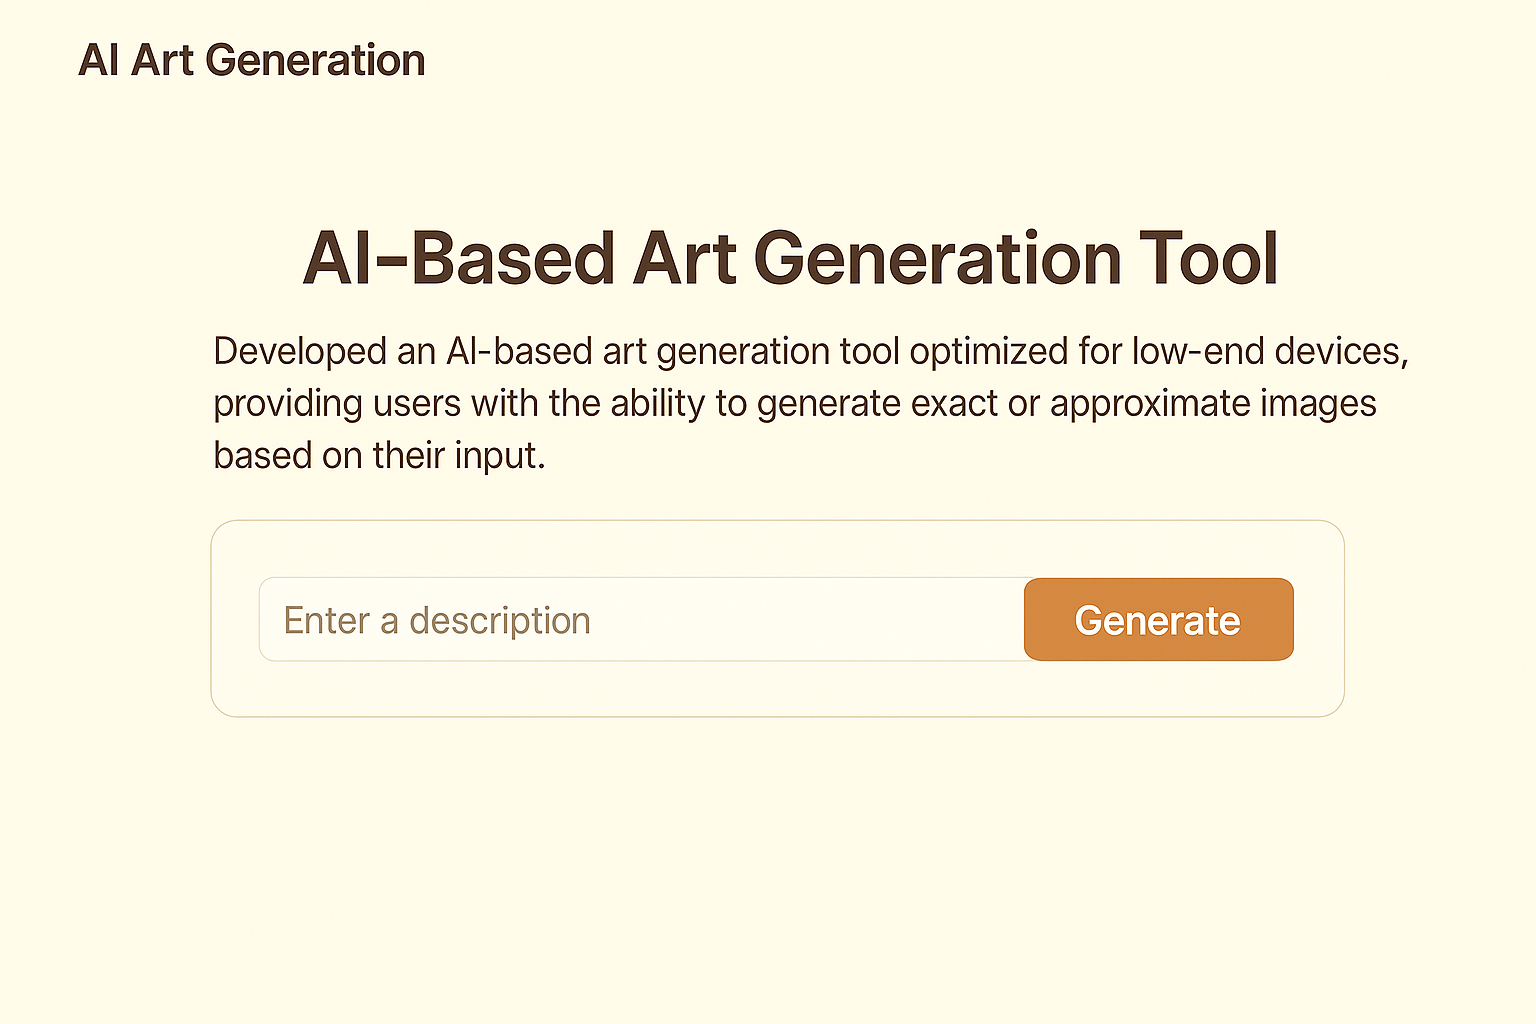 AI Art Generation
AI-Based Art Generation Tool
Developed an AI-based art generation tool optimized for low-end devices,
providing users with the ability to generate exact or approximate images
based on their input.
Enter a description
Generate